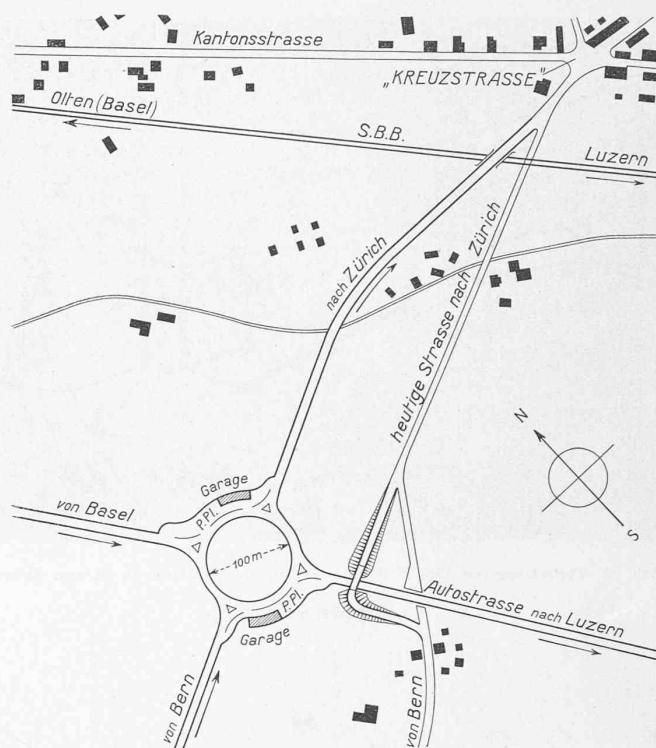 Kantonsstrasse
„KREUZSTRASSE"
Olten (Basel)
S.B.B.
Luzern
nach Zürich
heutige Strasse nach Zürich
N
S
Garage
P.Pl.
von Basel
100 m
P.Pl.
Garage
Autostrasse nach Luzern
von Bern
von Bern